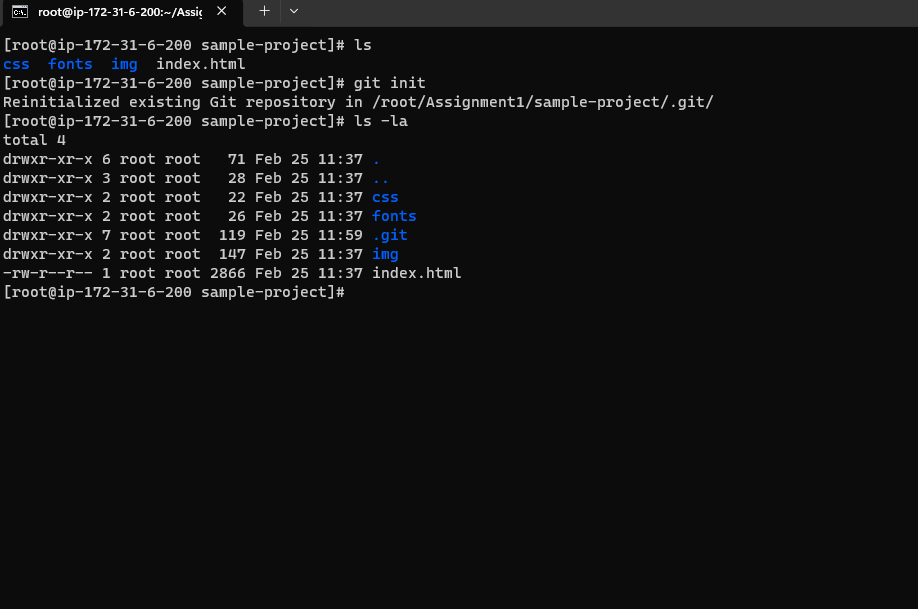 root@ip-172-31-6-200:~/Assig
[root@ip-172-31-6-200 sample-project]# ls
css  fonts  img  index.html
[root@ip-172-31-6-200 sample-project]# git init
Reinitialized existing Git repository in /root/Assignment1/sample-project/.git/
[root@ip-172-31-6-200 sample-project]# ls -la
total 4
drwxr-xr-x 6 root root   71 Feb 25 11:37 .
drwxr-xr-x 3 root root   28 Feb 25 11:37 ..
drwxr-xr-x 2 root root   22 Feb 25 11:37 css
drwxr-xr-x 2 root root   26 Feb 25 11:37 fonts
drwxr-xr-x 7 root root  119 Feb 25 11:59 .git
drwxr-xr-x 2 root root  147 Feb 25 11:37 img
-rw-r--r-- 1 root root 2866 Feb 25 11:37 index.html
[root@ip-172-31-6-200 sample-project]#